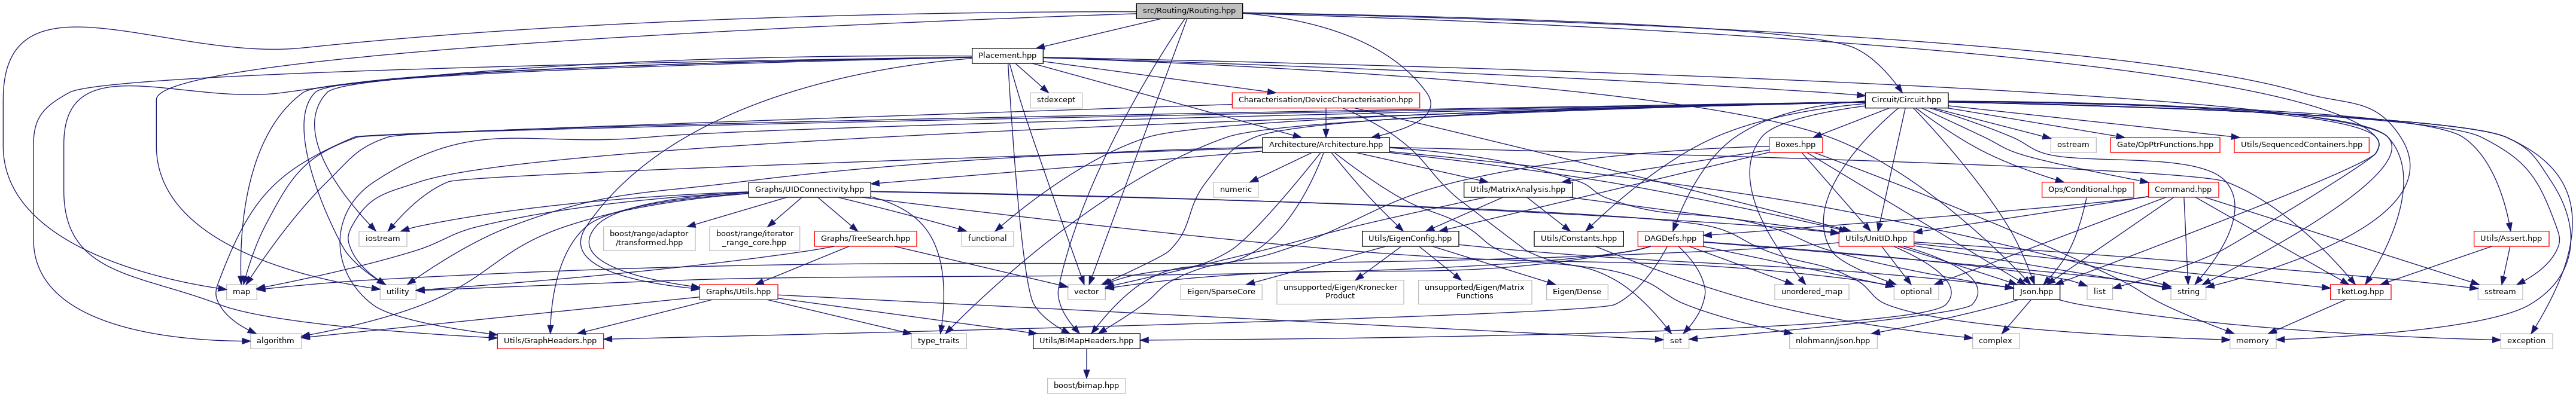 src/Routing/Routing.hpp
Placement.hpp
stdexcept
Characterisation/DeviceCharacterisation.hpp
Circuit/Circuit.hpp
Architecture/Architecture.hpp
Boxes.hpp
ostream
Gate/OpPtrFunctions.hpp
Utils/SequencedContainers.hpp
Graphs/UIDConnectivity.hpp
numeric
Utils/MatrixAnalysis.hpp
Ops/Conditional.hpp
Command.hpp
iostream
boost/range/adaptor
/transformed.hpp
boost/range/iterator
_range_core.hpp
Graphs/TreeSearch.hpp
functional
Utils/EigenConfig.hpp
Utils/Constants.hpp
DAGDefs.hpp
Utils/UnitID.hpp
Utils/Assert.hpp
map
utility
Graphs/Utils.hpp
vector
Eigen/SparseCore
unsupported/Eigen/Kronecker
Product
unsupported/Eigen/Matrix
Functions
Eigen/Dense
unordered_map
optional
Json.hpp
list
string
TketLog.hpp
sstream
algorithm
Utils/GraphHeaders.hpp
type_traits
Utils/BiMapHeaders.hpp
set
nlohmann/json.hpp
complex
memory
exception
boost/bimap.hpp